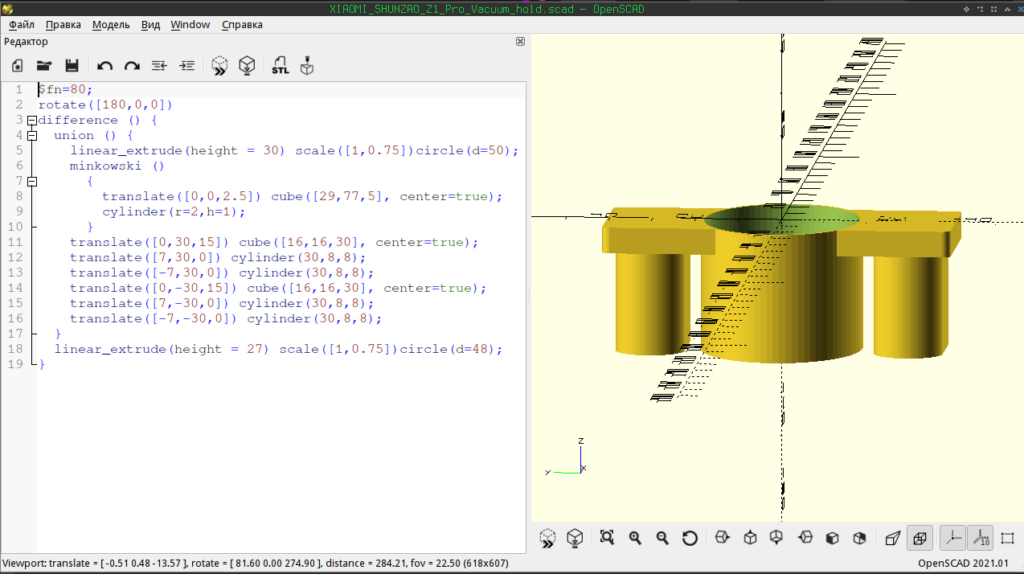 XIAOMI_SHUNZAO_Z1_Pro_Vacuum_hold.scad - OpenSCAD
Файл Правка Модель Вид Window Справка
Редактор
STL
1 $fn=80;
2 rotate([180,0,0])
3 difference () {
4 union () {
5 linear_extrude(height = 30) scale([1,0.75])circle(d=50);
6 minkowski ()
7 {
8 translate([0,0,2.5]) cube([29,77,5], center=true);
9 cylinder(r=2,h=1);
10 }
11 translate([0,30,15]) cube([16,16,30], center=true);
12 translate([7,30,0]) cylinder(30,8,8);
13 translate([-7,30,0]) cylinder(30,8,8);
14 translate([0,-30,15]) cube([16,16,30], center=true);
15 translate([7,-30,0]) cylinder(30,8,8);
16 translate([-7,-30,0]) cylinder(30,8,8);
17 }
18 linear_extrude(height = 27) scale([1,0.75])circle(d=48);
19 }
z
y
x
10
Viewport: translate = [ -0.51 0.48 -13.57 ], rotate = [ 81.60 0.00 274.90 ], distance = 284.21, fov = 22.50 (618x607)
OpenSCAD 2021.01